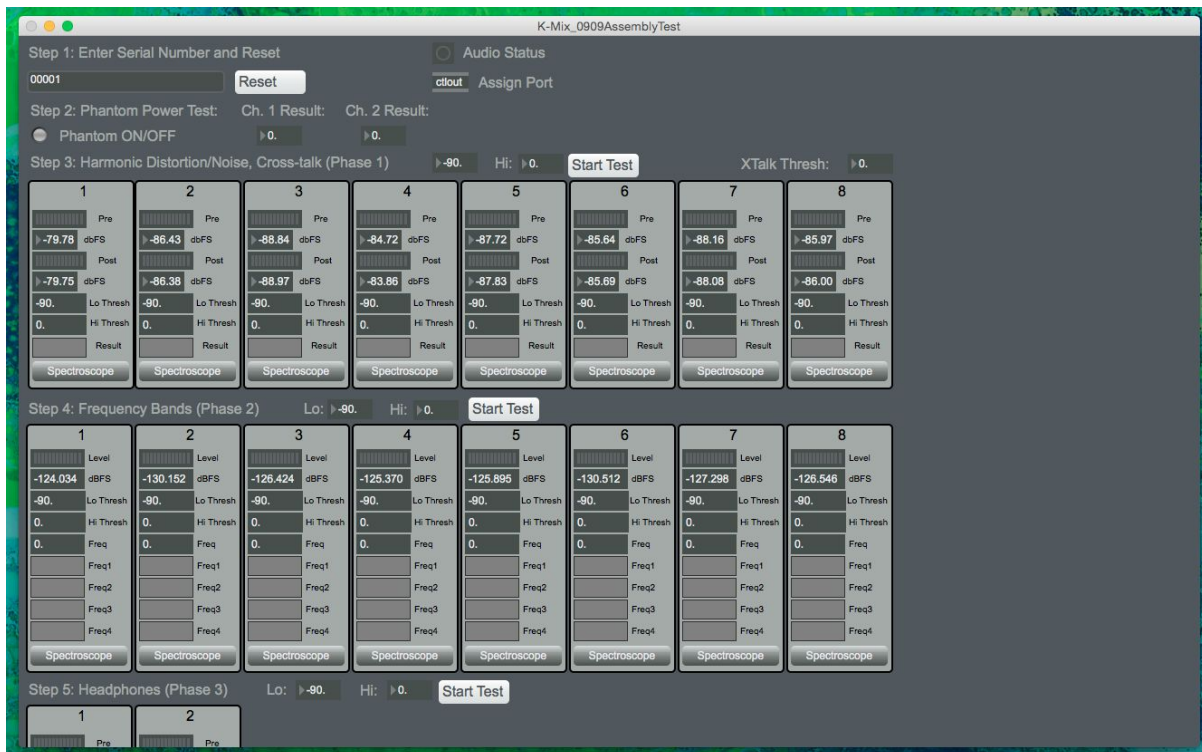 K-Mix_0909AssemblyTest
Step 1: Enter Serial Number and Reset
Audio Status
00001
Reset
ctlout
Assign Port
Step 2: Phantom Power Test:
Ch. 1 Result:
Ch. 2 Result:
Phantom ON/OFF
0.
0.
Step 3: Harmonic Distortion/Noise, Cross-talk (Phase 1)
-90.
Hi:
0.
Start Test
XTalk Thresh:
0.
1 2 3 4 5 6 7 8
Pre Pre Pre Pre Pre Pre Pre Pre
-79.78 dbFS -86.43 dbFS -88.84 dbFS -84.72 dbFS -87.72 dbFS -85.64 dbFS -88.16 dbFS -85.97 dbFS
Post Post Post Post Post Post Post Post
-79.75 dbFS -86.38 dbFS -88.97 dbFS -83.86 dbFS -87.83 dbFS -85.69 dbFS -88.08 dbFS -86.00 dbFS
-90. Lo Thresh -90. Lo Thresh -90. Lo Thresh -90. Lo Thresh -90. Lo Thresh -90. Lo Thresh -90. Lo Thresh -90. Lo Thresh
0. Hi Thresh 0. Hi Thresh 0. Hi Thresh 0. Hi Thresh 0. Hi Thresh 0. Hi Thresh 0. Hi Thresh 0. Hi Thresh
Result Result Result Result Result Result Result Result
Spectroscope Spectroscope Spectroscope Spectroscope Spectroscope Spectroscope Spectroscope Spectroscope
Step 4: Frequency Bands (Phase 2)
Lo:
-90.
Hi:
0.
Start Test
1 2 3 4 5 6 7 8
Level Level Level Level Level Level Level Level
-124.034 dBFS -130.152 dBFS -126.424 dBFS -125.370 dBFS -125.895 dBFS -130.512 dBFS -127.298 dBFS -126.546 dBFS
-90. Lo Thresh -90. Lo Thresh -90. Lo Thresh -90. Lo Thresh -90. Lo Thresh -90. Lo Thresh -90. Lo Thresh -90. Lo Thresh
0. Hi Thresh 0. Hi Thresh 0. Hi Thresh 0. Hi Thresh 0. Hi Thresh 0. Hi Thresh 0. Hi Thresh 0. Hi Thresh
0. Freq 0. Freq 0. Freq 0. Freq 0. Freq 0. Freq 0. Freq 0. Freq
Freq1 Freq1 Freq1 Freq1 Freq1 Freq1 Freq1 Freq1
Freq2 Freq2 Freq2 Freq2 Freq2 Freq2 Freq2 Freq2
Freq3 Freq3 Freq3 Freq3 Freq3 Freq3 Freq3 Freq3
Freq4 Freq4 Freq4 Freq4 Freq4 Freq4 Freq4 Freq4
Spectroscope Spectroscope Spectroscope Spectroscope Spectroscope Spectroscope Spectroscope Spectroscope
Step 5: Headphones (Phase 3)
Lo:
-90.
Hi:
0.
Start Test
1 2
Pre Pre